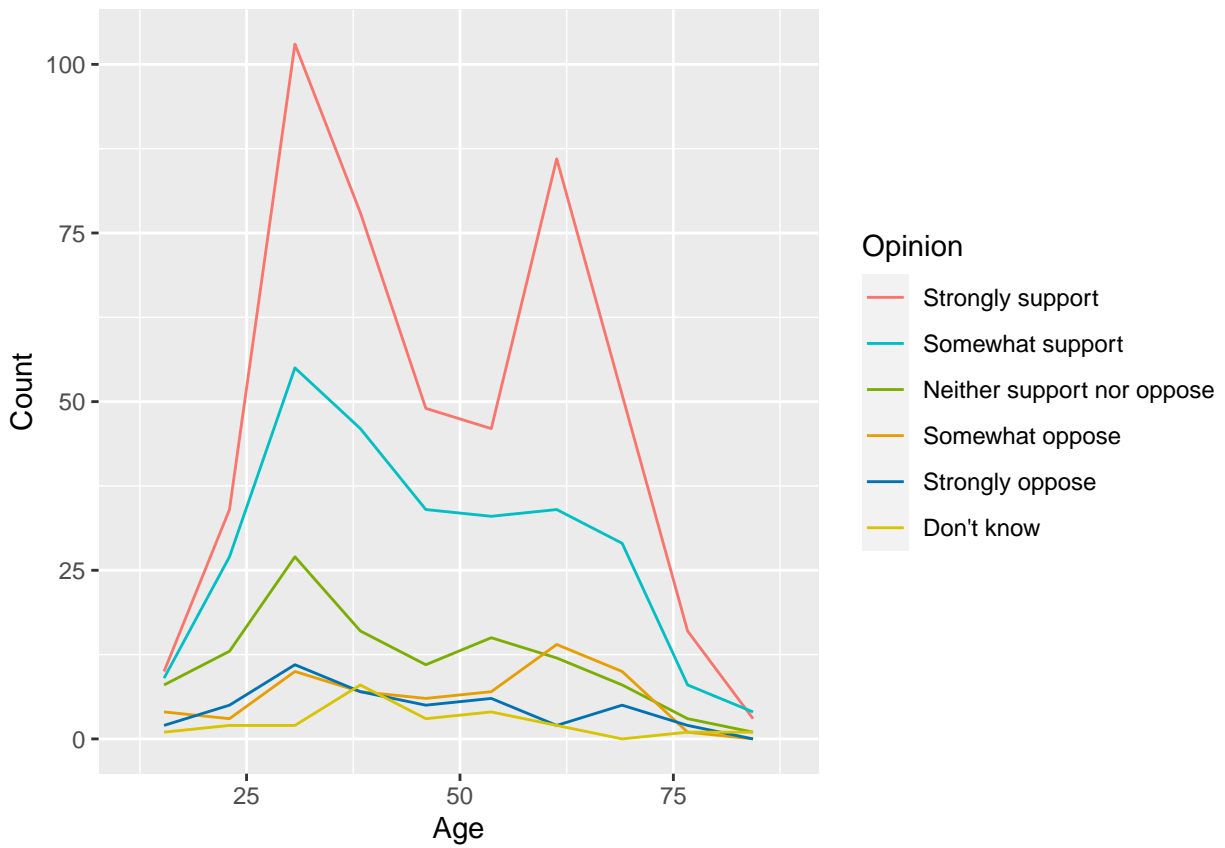 100
75
50
25
0
25
50
75
Age
Count
Opinion
Strongly support
Somewhat support
Neither support nor oppose
Somewhat oppose
Strongly oppose
Don't know